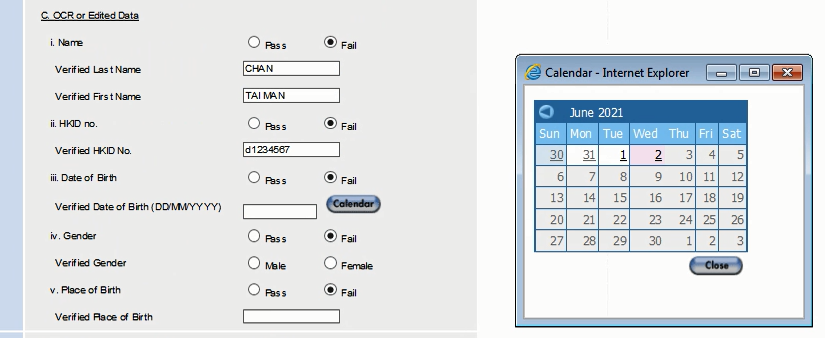 C. OCR or Edited Data
i. Name Pass Fail
Verified Last Name CHAN
Verified First Name TAI MAN
ii. HKID no. Pass Fail
Verified HKID No. d1234567
iii. Date of Birth Pass Fail
Verified Date of Birth (DD/MM/YYYY) Calendar
iv. Gender Pass Fail
Verified Gender Male Female
v. Place of Birth Pass Fail
Verified Place of Birth
Calendar - Internet Explorer
June 2021
Sun Mon Tue Wed Thu Fri Sat
30 31 1 2 3 4 5
6 7 8 9 10 11 12
13 14 15 16 17 18 19
20 21 22 23 24 25 26
27 28 29 30 1 2 3
Close